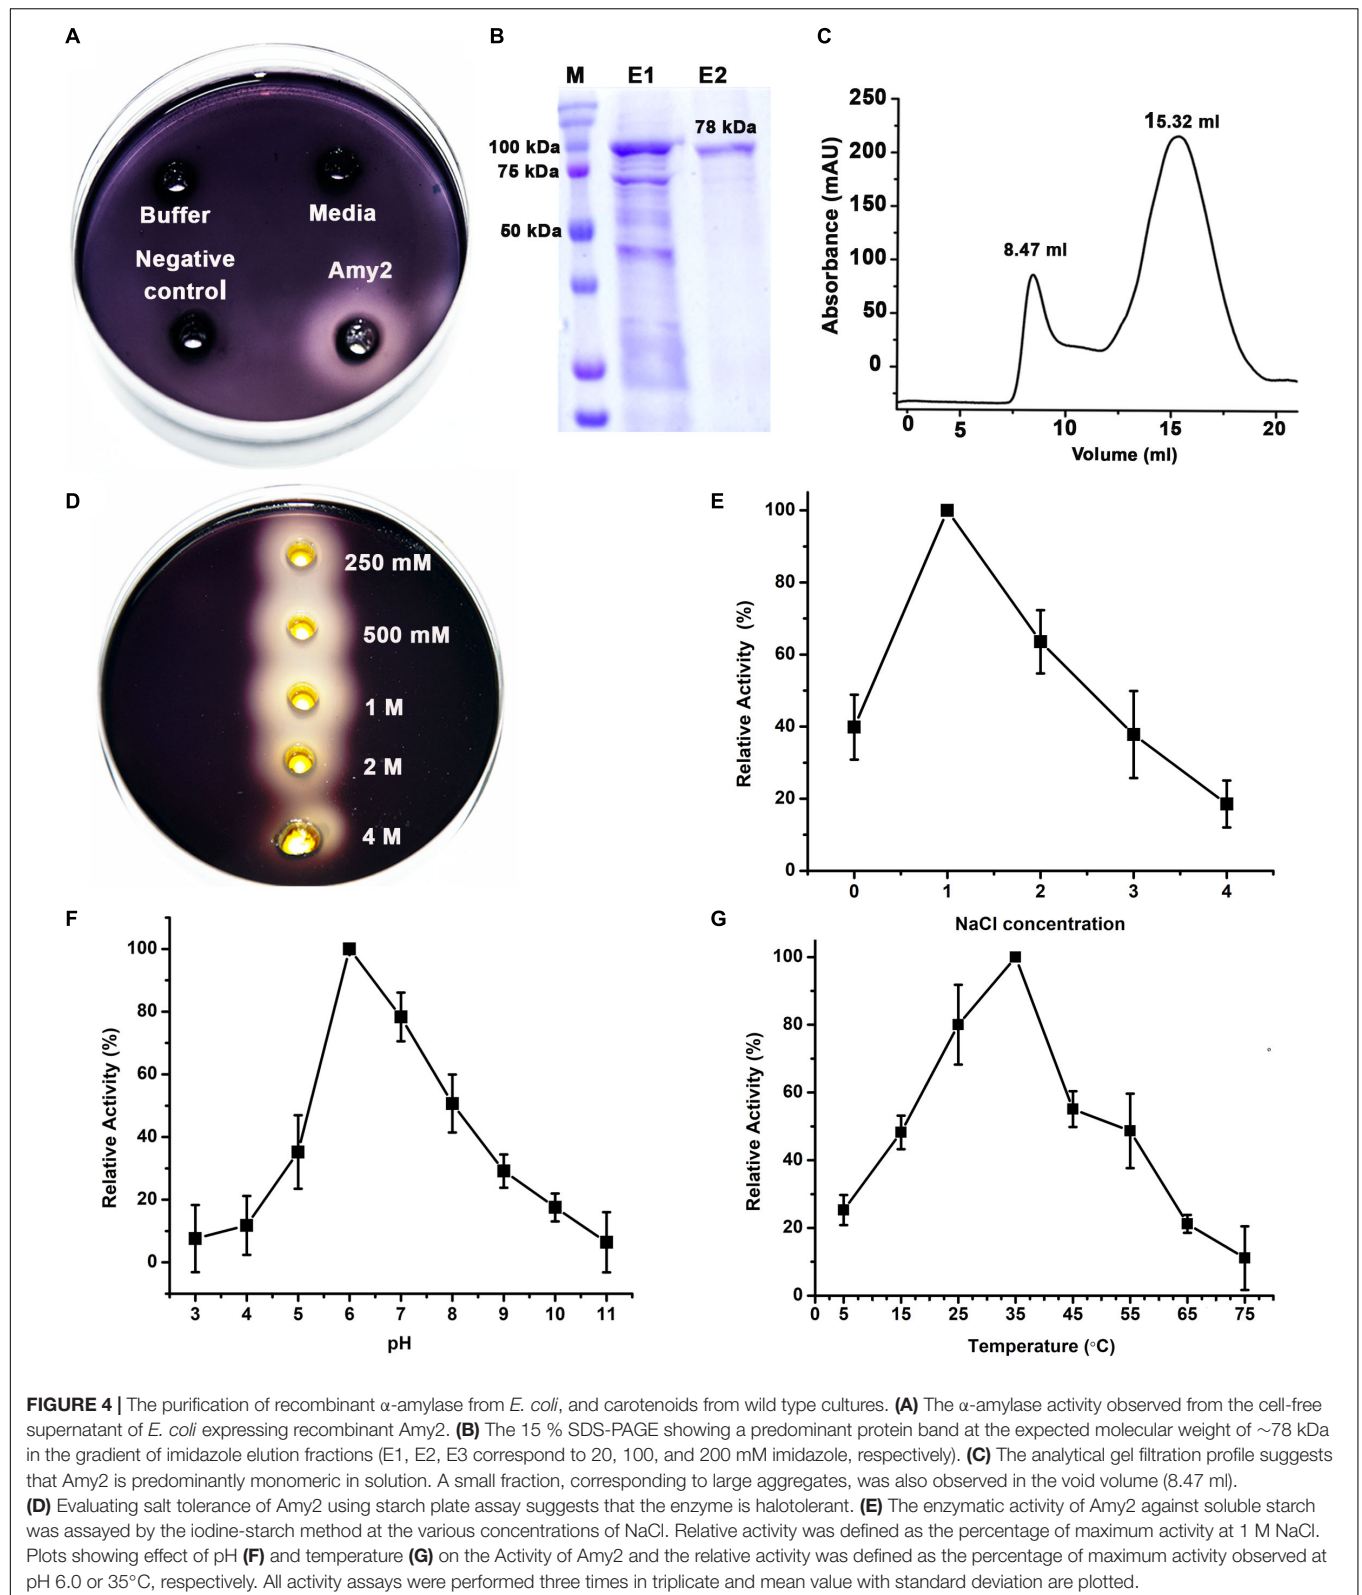 A
Buffer
Media
Negative
control
Amy2
B
M E1 E2
78 kDa
100 kDa
75 kDa
50 kDa
C
250
200
150
100
50
0
Absorbance (mAU)
8.47 ml
15.32 ml
0 5 10 15 20
Volume (ml)
D
250 mM
500 mM
1 M
2 M
4 M
E
100
80
60
40
20
0
Relative Activity (%)
0 1 2 3 4
NaCl concentration
F
100
80
60
40
20
0
Relative Activity (%)
3 4 5 6 7 8 9 10 11
pH
G
100
80
60
40
20
0
Relative Activity (%)
0 5 15 25 35 45 55 65 75
Temperature (°C)
FIGURE 4 | The purification of recombinant α-amylase from E. coli, and carotenoids from wild type cultures. (A) The α-amylase activity observed from the cell-free
supernatant of E. coli expressing recombinant Amy2. (B) The 15 % SDS-PAGE showing a predominant protein band at the expected molecular weight of ∼78 kDa
in the gradient of imidazole elution fractions (E1, E2, E3 correspond to 20, 100, and 200 mM imidazole, respectively). (C) The analytical gel filtration profile suggests
that Amy2 is predominantly monomeric in solution. A small fraction, corresponding to large aggregates, was also observed in the void volume (8.47 ml).
(D) Evaluating salt tolerance of Amy2 using starch plate assay suggests that the enzyme is halotolerant. (E) The enzymatic activity of Amy2 against soluble starch
was assayed by the iodine-starch method at the various concentrations of NaCl. Relative activity was defined as the percentage of maximum activity at 1 M NaCl.
Plots showing effect of pH (F) and temperature (G) on the Activity of Amy2 and the relative activity was defined as the percentage of maximum activity observed at
pH 6.0 or 35°C, respectively. All activity assays were performed three times in triplicate and mean value with standard deviation are plotted.